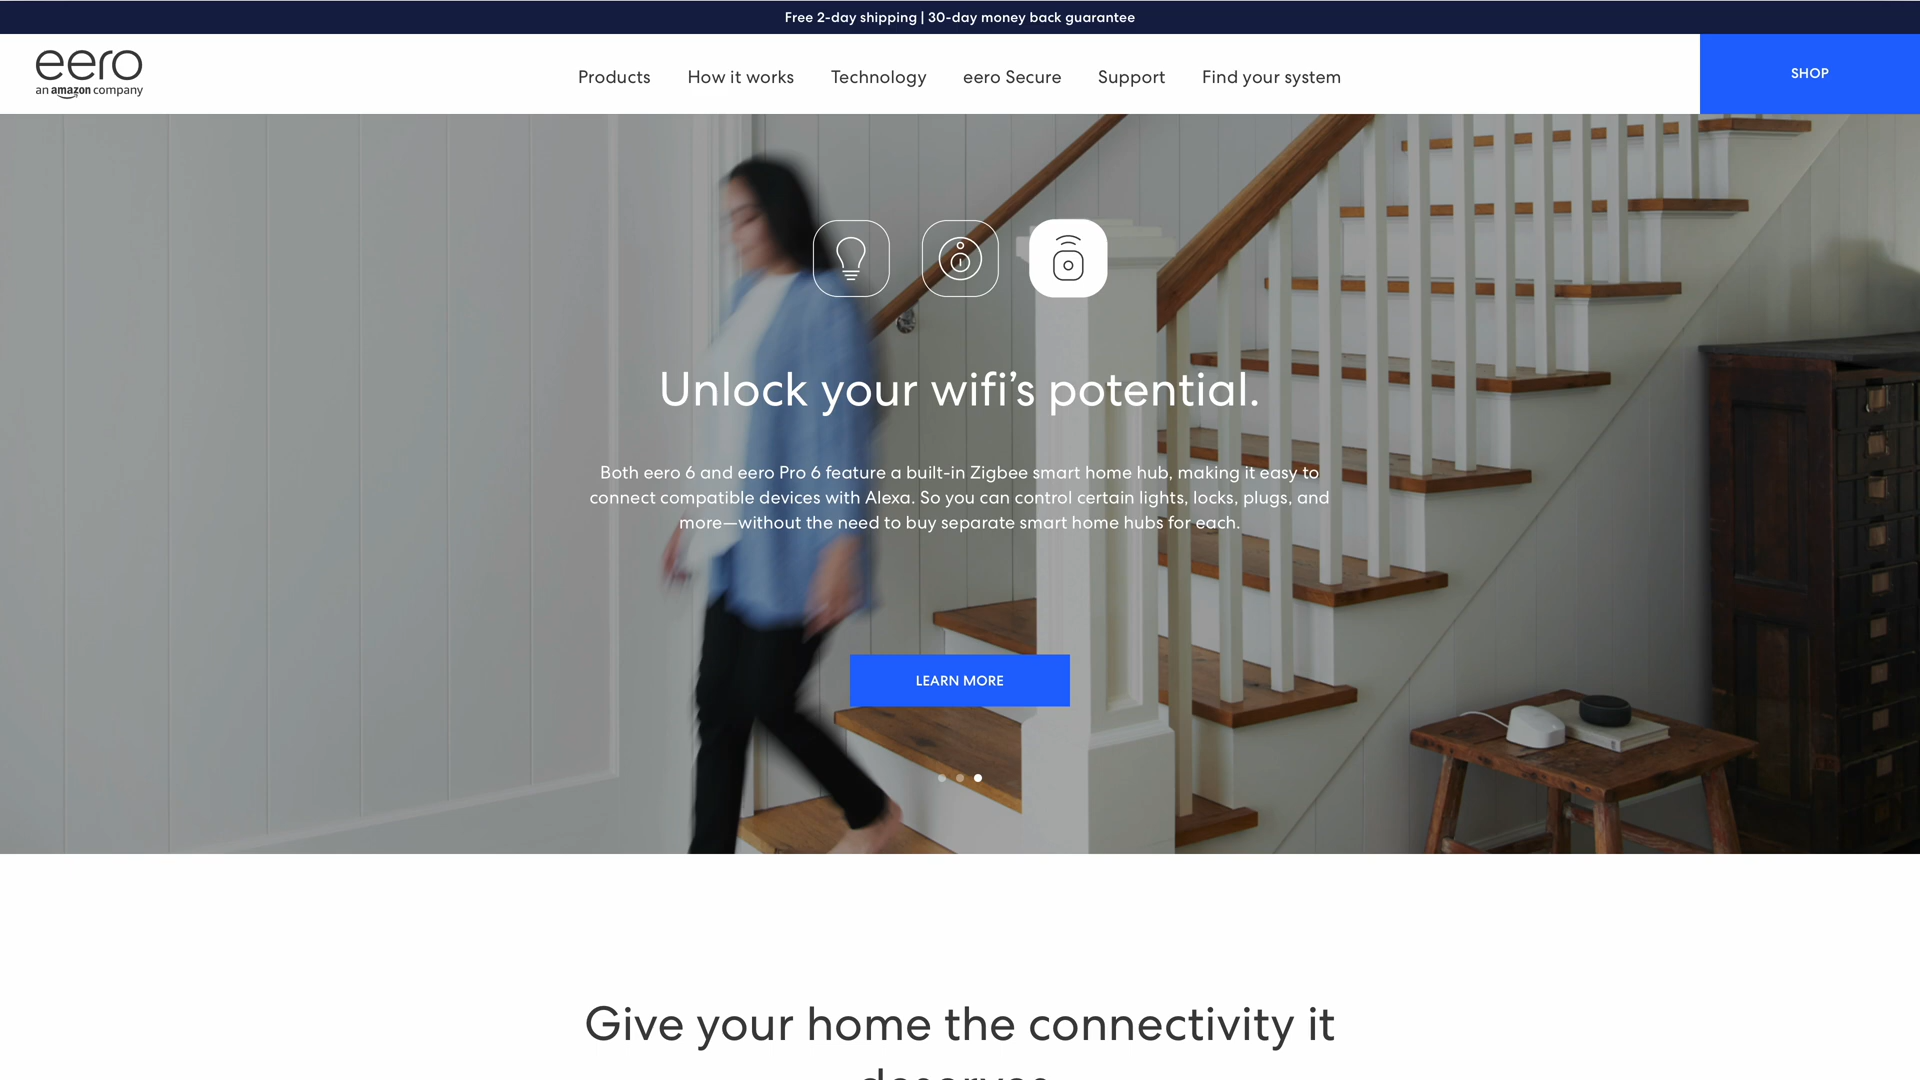 Free 2-day shipping | 30-day money back guarantee
eero
an amazon company
Products How it works Technology eero Secure Support Find your system
SHOP
Unlock your wifi’s potential.
Both eero 6 and eero Pro 6 feature a built-in Zigbee smart home hub, making it easy to
connect compatible devices with Alexa. So you can control certain lights, locks, plugs, and
more—without the need to buy separate smart home hubs for each.
LEARN MORE
Give your home the connectivity it
deserves